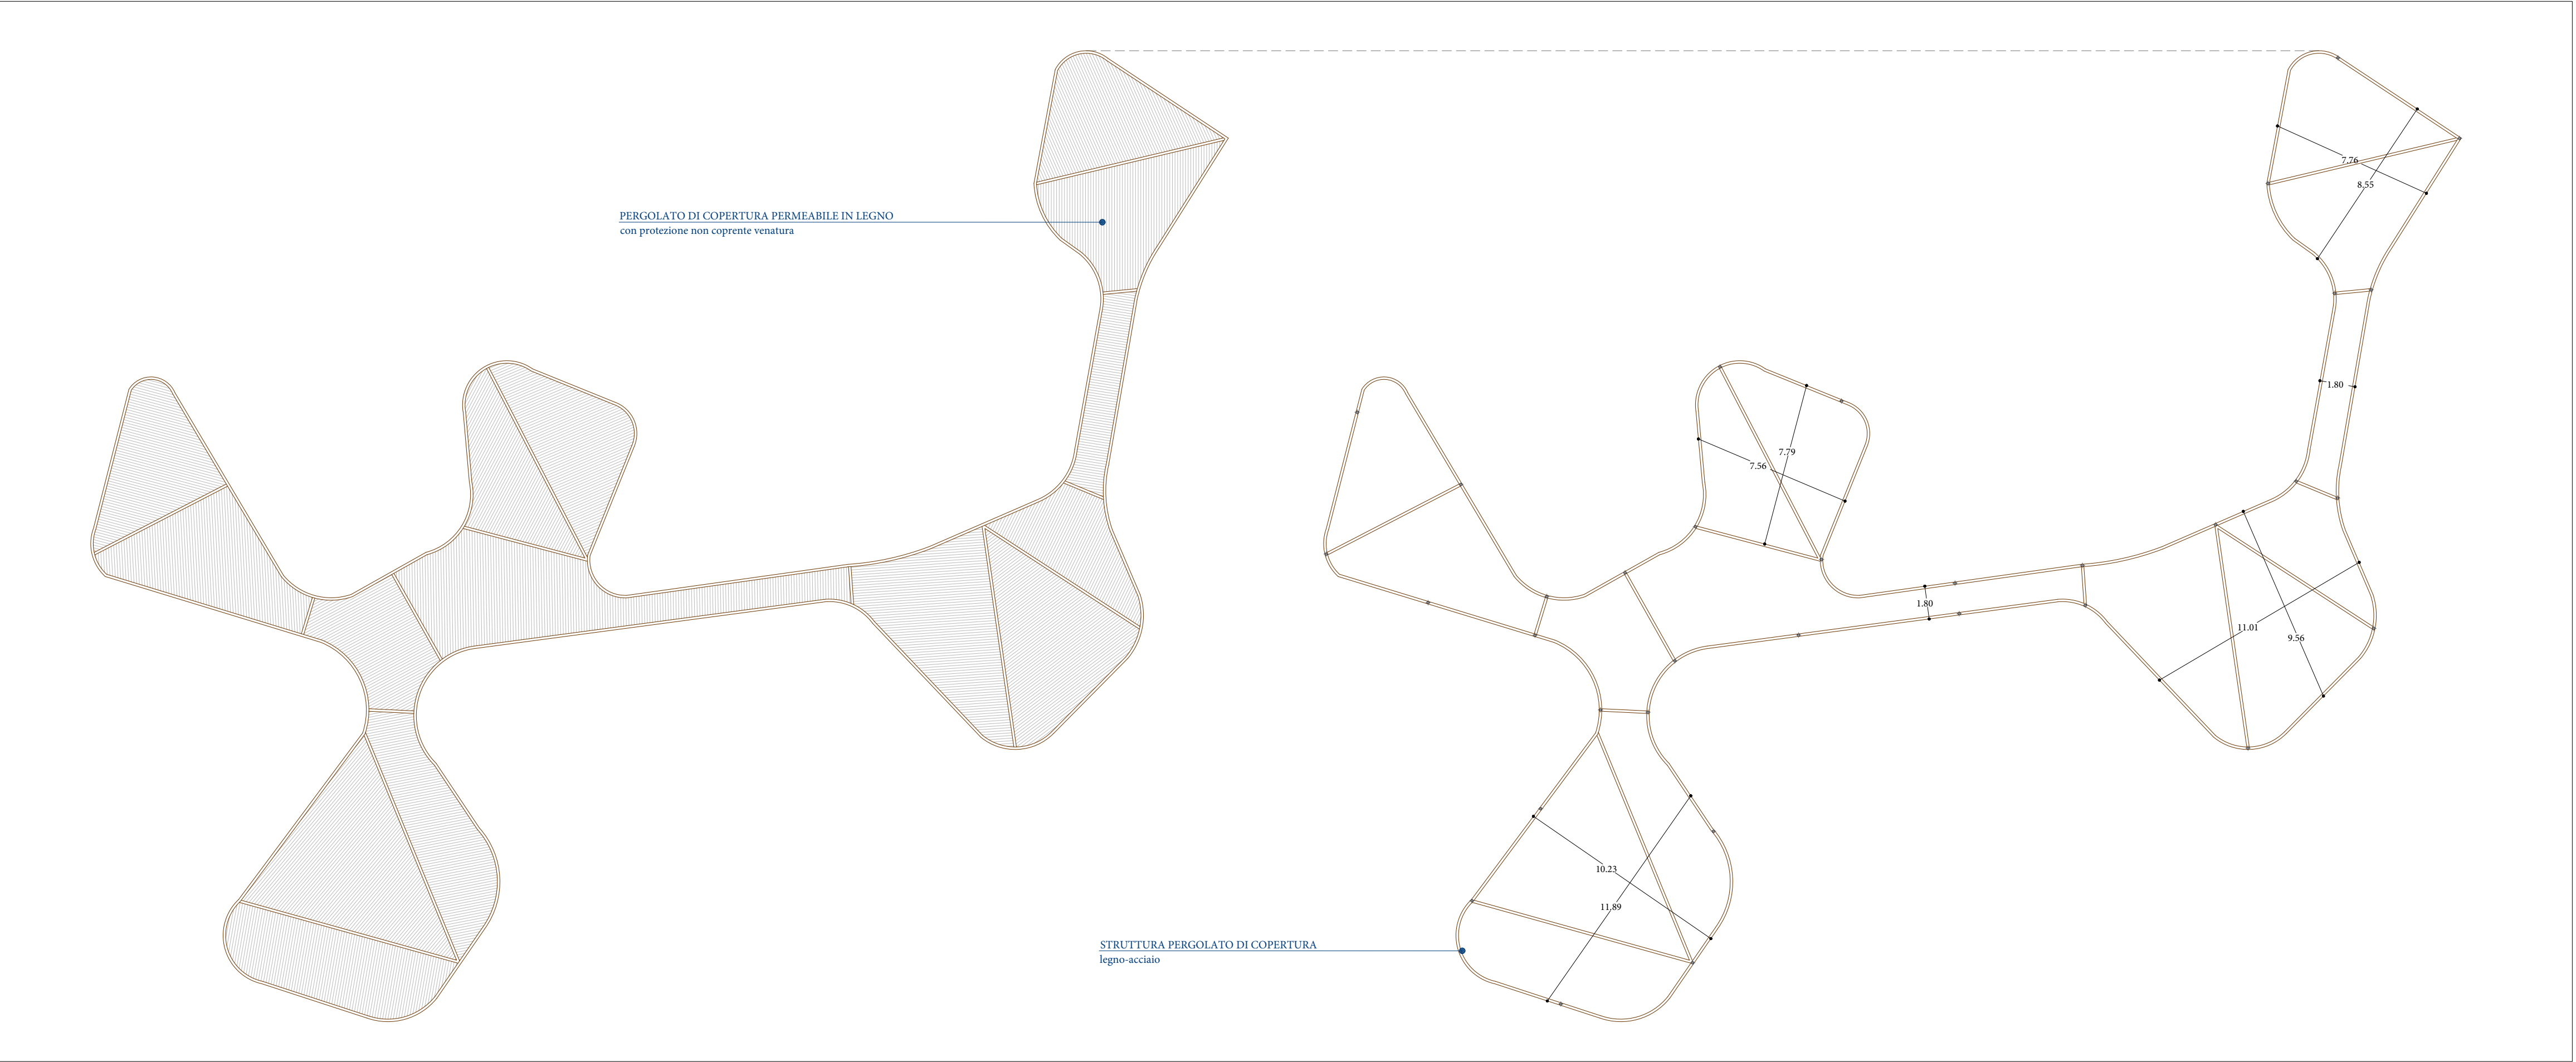 PERGOLATO DI COPERTURA PERMEABILE IN LEGNO
con protezione non coprente venatura
7.76
8.55
1.80
7.79
7.56
1.80
11.01
9.56
10.23
11.89
STRUTTURA PERGOLATO DI COPERTURA
legno-acciaio